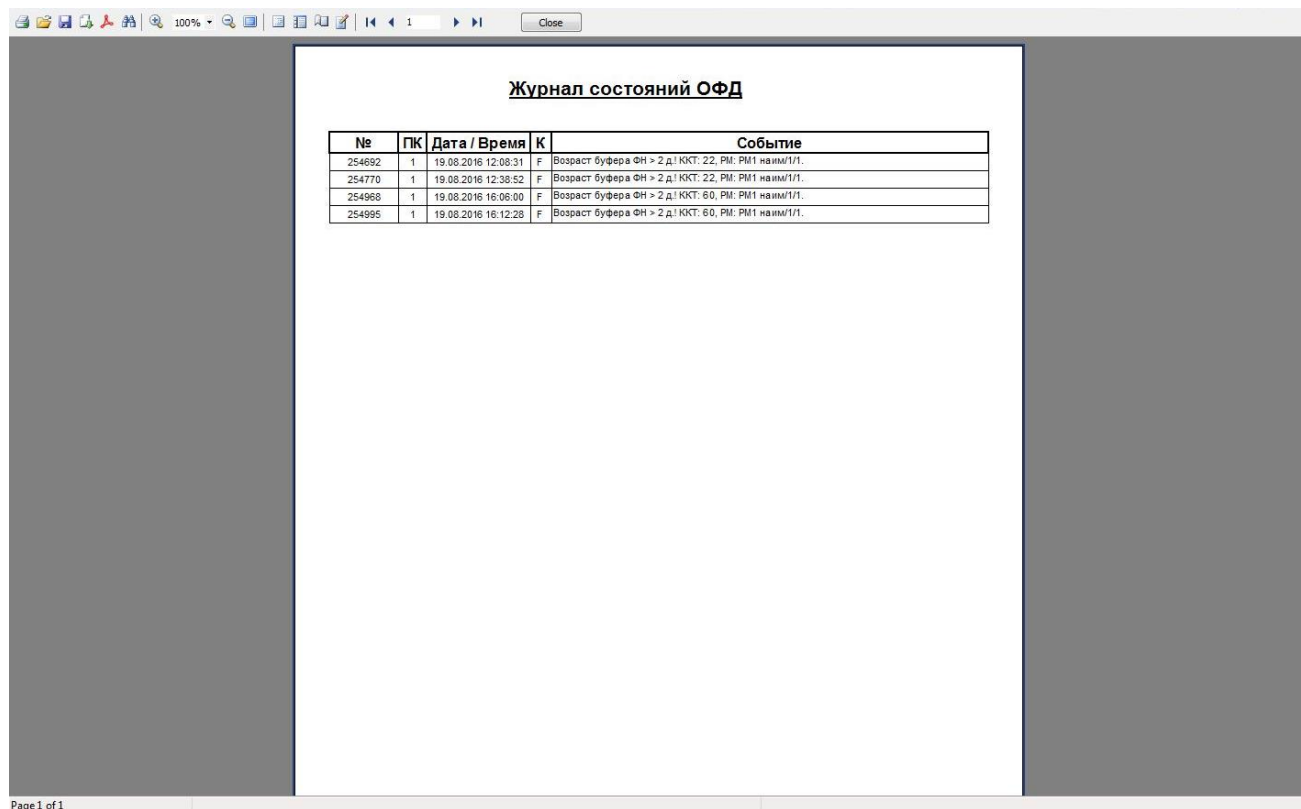 100%
1
Close
Журнал состояний ОФД
№ ПК Дата / Время К Событие
254692 1 19.08.2016 12:08:31 F Возраст буфера ФН > 2 д.! ККТ: 22, РМ: РМ1 наим/1/1.
254770 1 19.08.2016 12:38:52 F Возраст буфера ФН > 2 д.! ККТ: 22, РМ: РМ1 наим/1/1.
254968 1 19.08.2016 16:06:00 F Возраст буфера ФН > 2 д.! ККТ: 60, РМ: РМ1 наим/1/1.
254995 1 19.08.2016 16:12:28 F Возраст буфера ФН > 2 д.! ККТ: 60, РМ: РМ1 наим/1/1.
Page 1 of 1